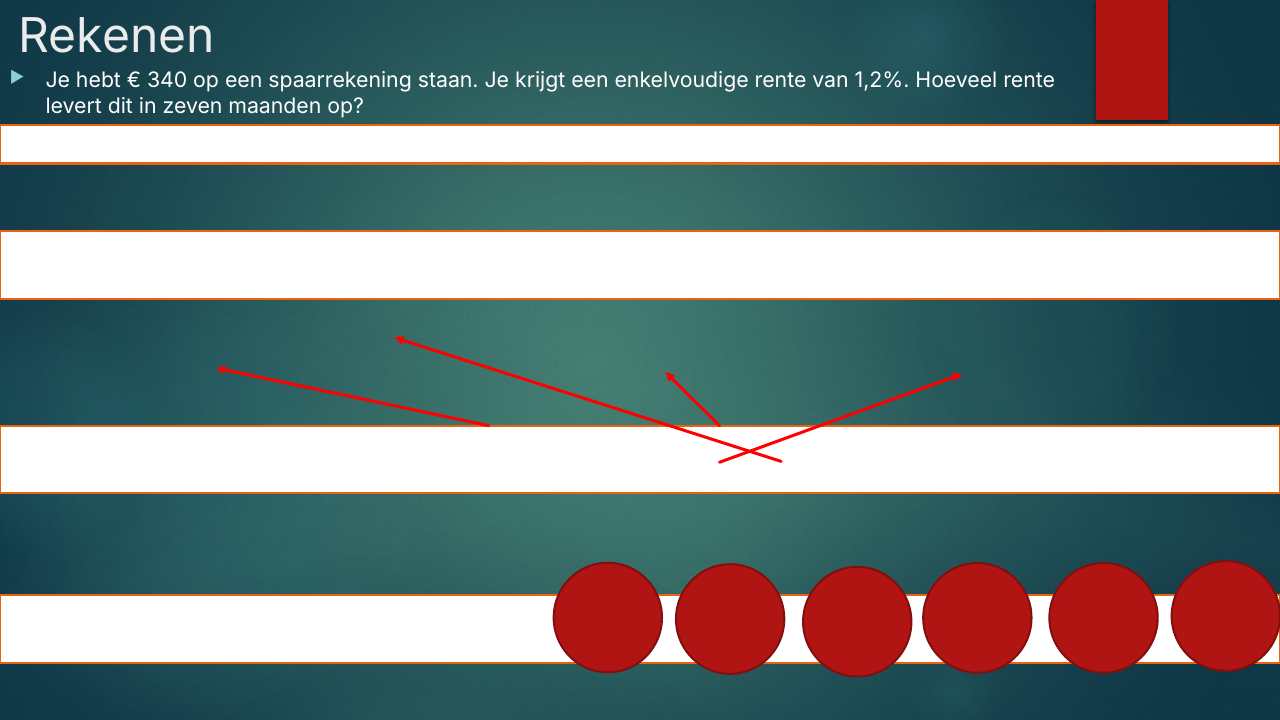 Rekenen
Je hebt € 340 op een spaarrekening staan. Je krijgt een enkelvoudige rente van 1,2%. Hoeveel rente
levert dit in zeven maanden op?